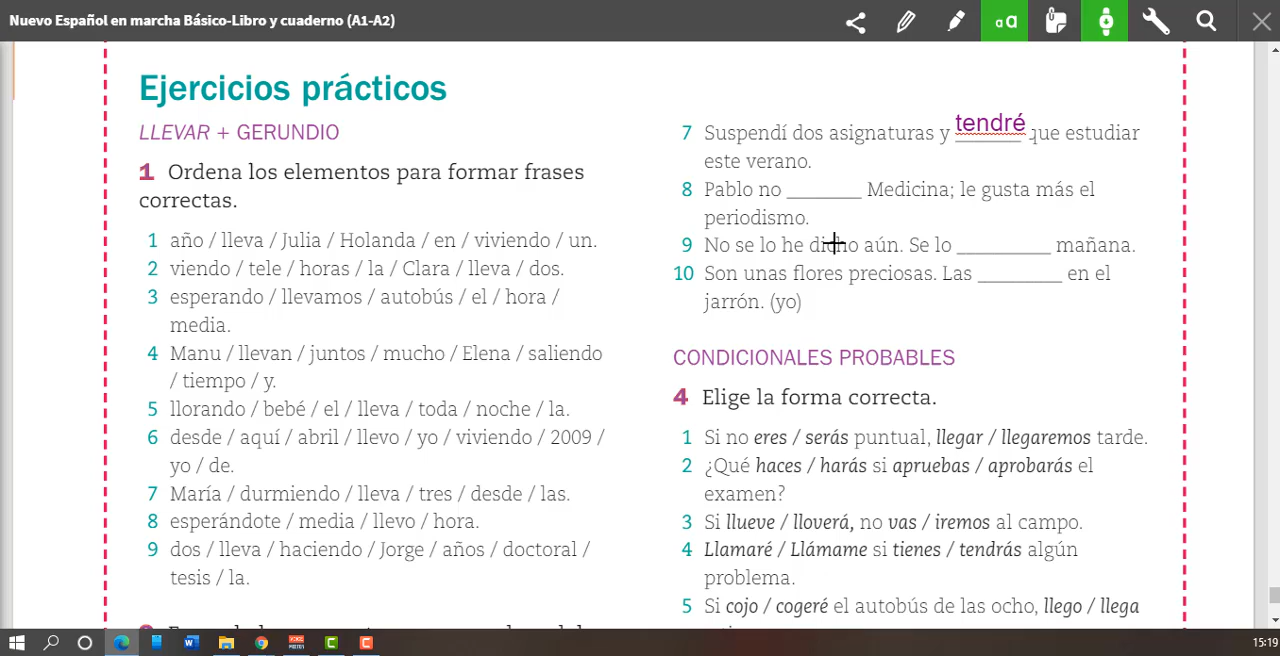 Nuevo Español en marcha Básico-Libro y cuaderno (A1-A2)
aa
Ejercicios prácticos
LLEVAR + GERUNDIO
1 Ordena los elementos para formar frases
correctas.
1 año / lleva / Julia / Holanda / en / viviendo / un.
2 viendo / tele / horas / la / Clara / lleva / dos.
3 esperando / llevamos / autobús / el / hora /
media.
4 Manu / llevan / juntos / mucho / Elena / saliendo
/ tiempo / y.
5 llorando / bebé / el / lleva / toda / noche / la.
6 desde / aquí / abril / llevo / yo / viviendo / 2009 /
yo / de.
7 María / durmiendo / lleva / tres / desde / las.
8 esperándote / media / llevo / hora.
9 dos / lleva / haciendo / Jorge / años / doctoral /
tesis / la.
7 Suspendí dos asignaturas y tendré que estudiar
este verano.
8 Pablo no ________ Medicina; le gusta más el
periodismo.
9 No se lo he dicho aún. Se lo __________ mañana.
10 Son unas flores preciosas. Las _________ en el
jarrón. (yo)
CONDICIONALES PROBABLES
4 Elige la forma correcta.
1 Si no eres / serás puntual, llegar / llegaremos tarde.
2 ¿Qué haces / harás si apruebas / aprobarás el
examen?
3 Si llueve / lloverá, no vas / iremos al campo.
4 Llamaré / Llámame si tienes / tendrás algún
problema.
5 Si cojo / cogeré el autobús de las ocho, llego / llega
15:19